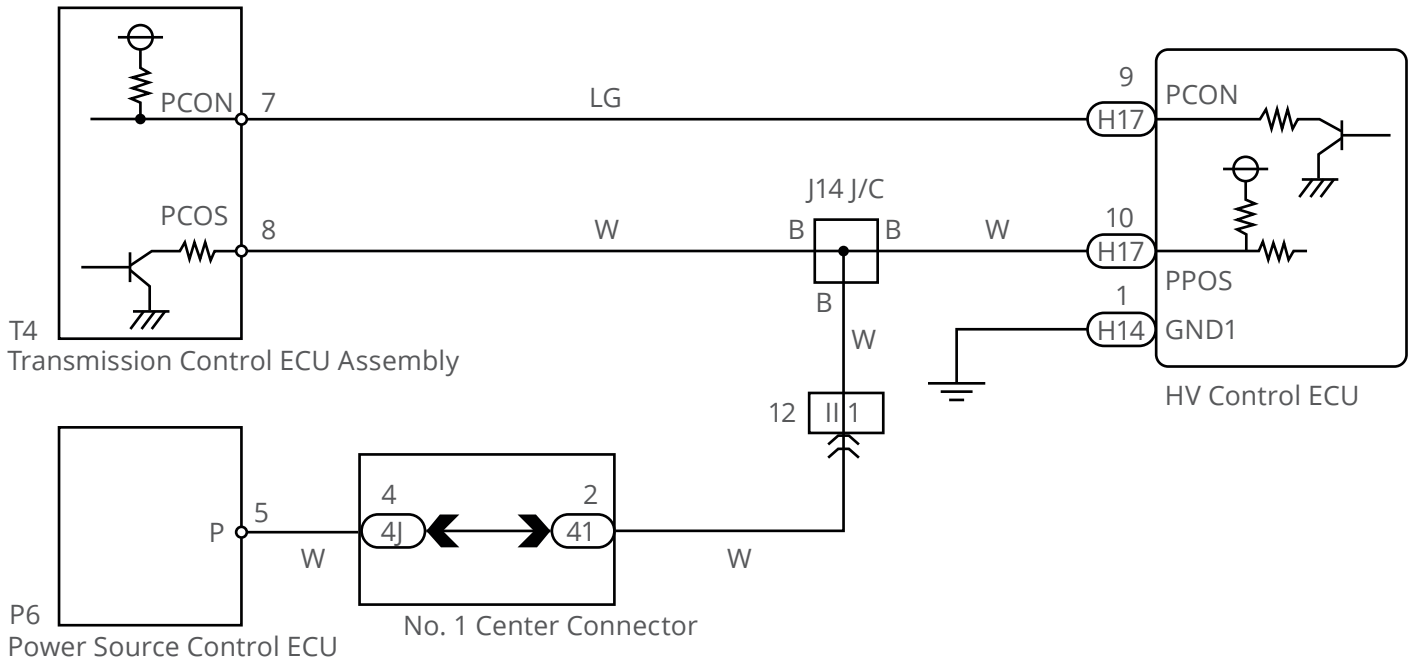 PCON 7
LG
9
H17
PCON
PCOS 8
W
J14 J/C
B
B
W
10
H17
PPOS
B
W
1
H14
GND1
T4
Transmission Control ECU Assembly
HV Control ECU
12
II 1
P 5
W
4
4J
2
41
W
No. 1 Center Connector
P6
Power Source Control ECU